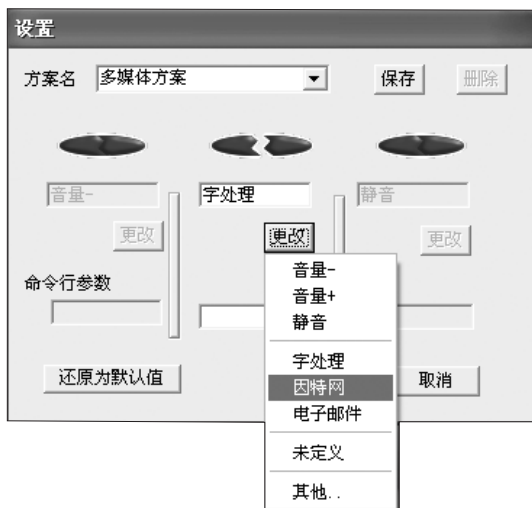 设置
方案名 多媒体方案 保存 删除
音量- 字处理 静音
更改 更改 更改
命令行参数
还原为默认值 取消
音量-
音量+
静音
字处理
因特网
电子邮件
未定义
其他..